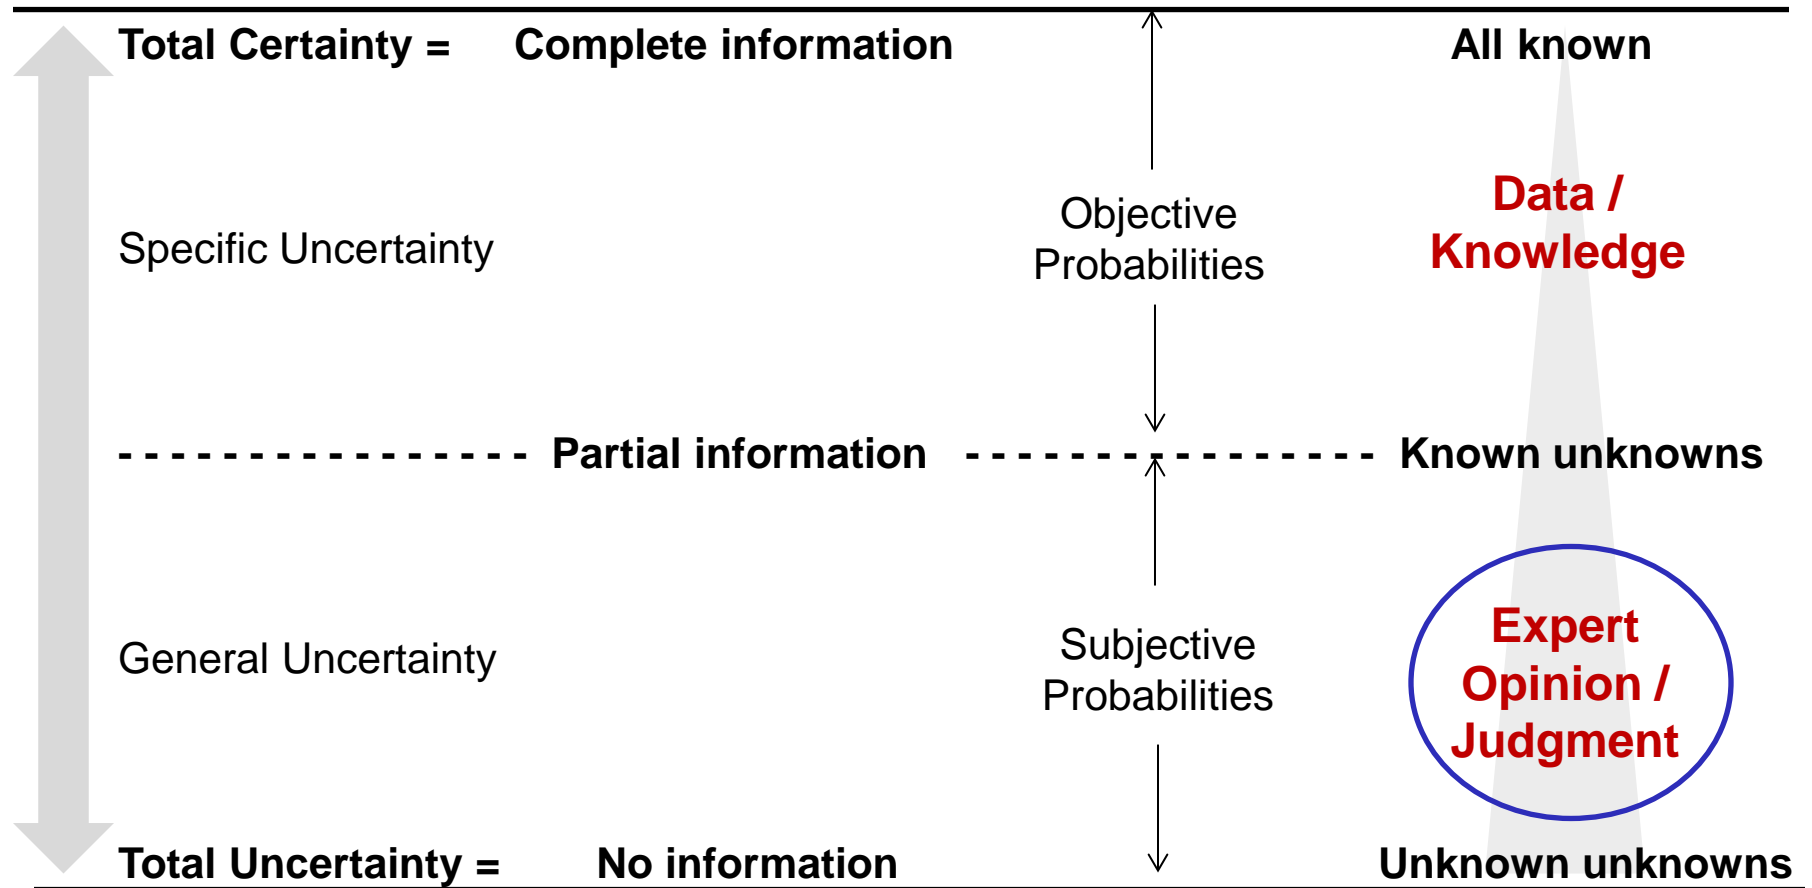 Total Certainty = Complete information All known
Specific Uncertainty
Objective
Probabilities
Data /
Knowledge
- - - - - - - - - - - - - - - - Partial information - - - - - - - - - - - - - - - - Known unknowns
General Uncertainty
Subjective
Probabilities
Expert
Opinion /
Judgment
Total Uncertainty = No information Unknown unknowns